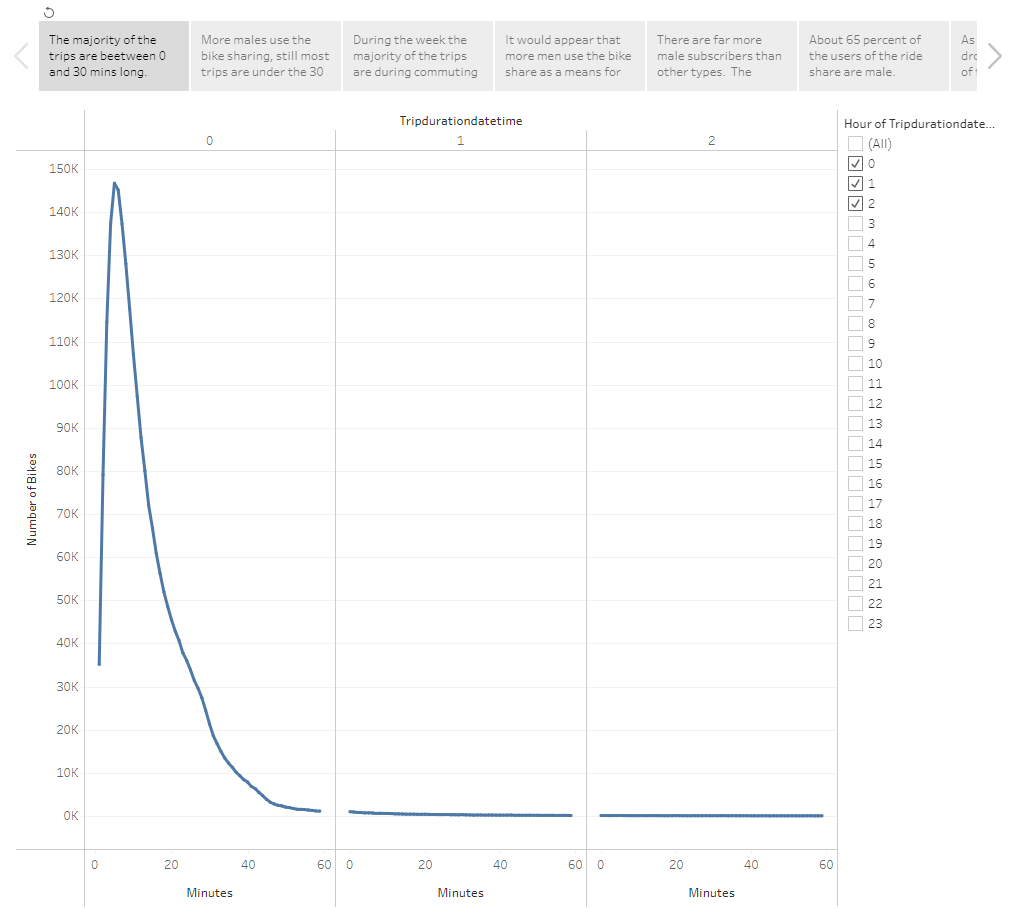 The majority of the
trips are beetween 0
and 30 mins long.
More males use the
bike sharing, still most
trips are under the 30
During the week the
majority of the trips
are during commuting
It would appear that
more men use the bike
share as a means for
There are far more
male subscribers than
other types. The
About 65 percent of
the users of the ride
share are male.
As
of
Tripdurationdatetime
0
1
2
150K
140K
130K
120K
110K
100K
90K
80K
70K
60K
50K
40K
30K
20K
10K
0K
Number of Bikes
0
20
40
60
0
20
40
60
0
20
40
60
Minutes
Minutes
Minutes
Hour of Tripdurationdate...
(All)
0
1
2
3
4
5
6
7
8
9
10
11
12
13
14
15
16
17
18
19
20
21
22
23